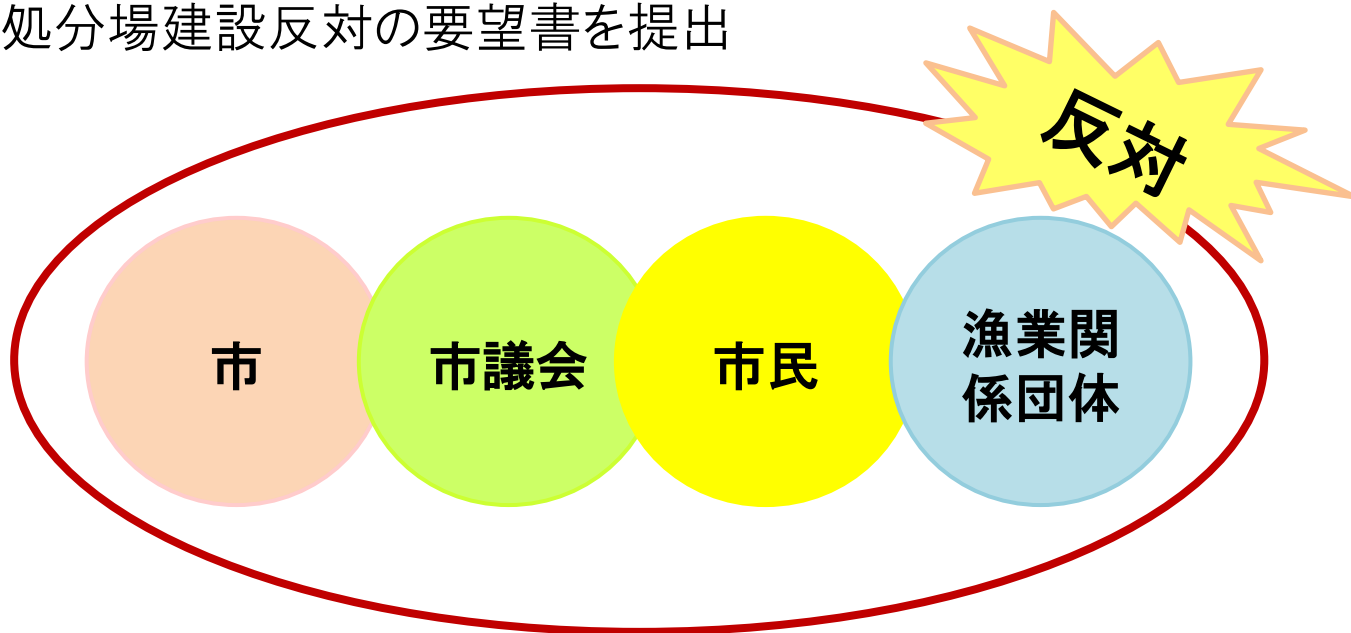 処分場建設反対の要望書を提出
反対
市
市議会
市民
漁業関
係団体